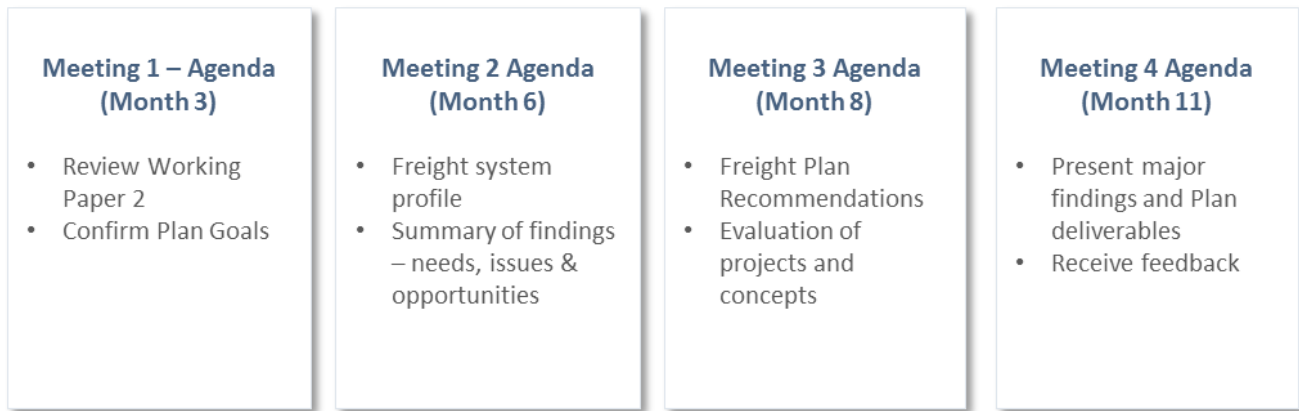 Meeting 1 – Agenda
(Month 3)
• Review Working
Paper 2
• Confirm Plan Goals
Meeting 2 Agenda
(Month 6)
• Freight system
profile
• Summary of findings
– needs, issues &
opportunities
Meeting 3 Agenda
(Month 8)
• Freight Plan
Recommendations
• Evaluation of
projects and
concepts
Meeting 4 Agenda
(Month 11)
• Present major
findings and Plan
deliverables
• Receive feedback